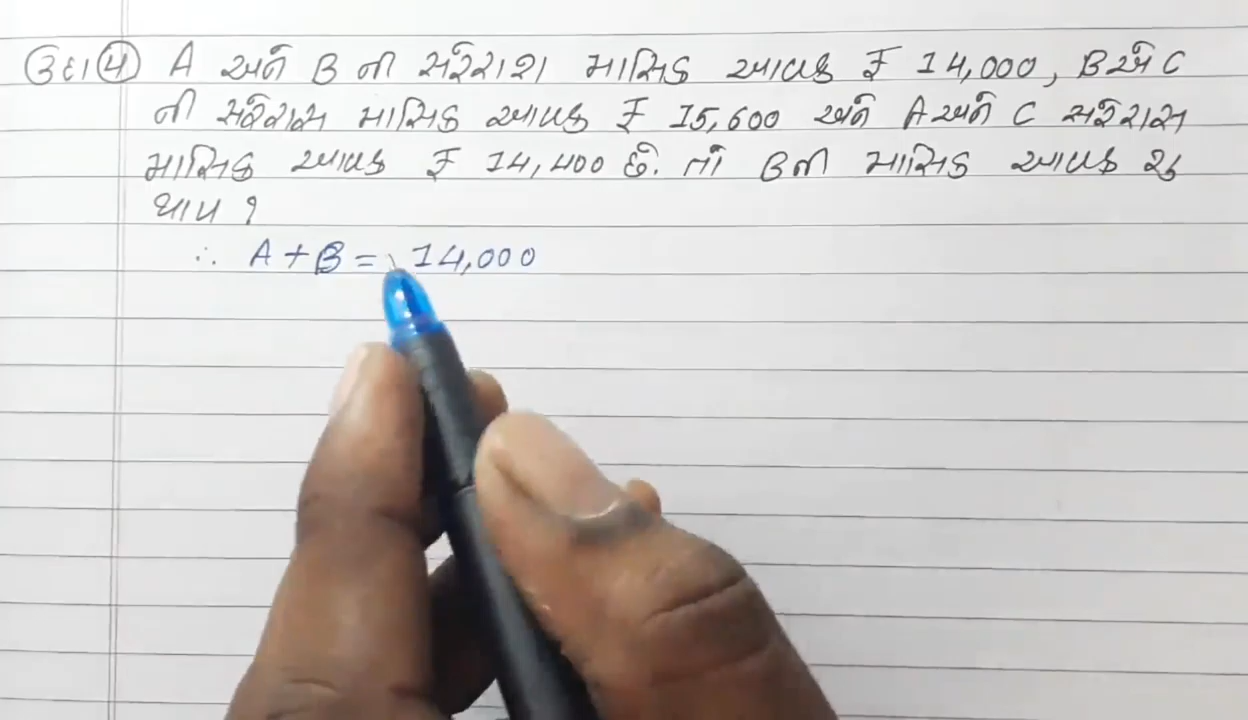 ઉદા ૪ A અને B ની સરેરાશ માસિક આવક ₹ 14,000, B અને C
ની સરેરાશ માસિક આવક ₹ 15,600 અને A અને C સરેરાશ
માસિક આવક ₹ 14,400 છે. તો B ની માસિક આવક શું
થાય ?
∴ A + B = 14,000